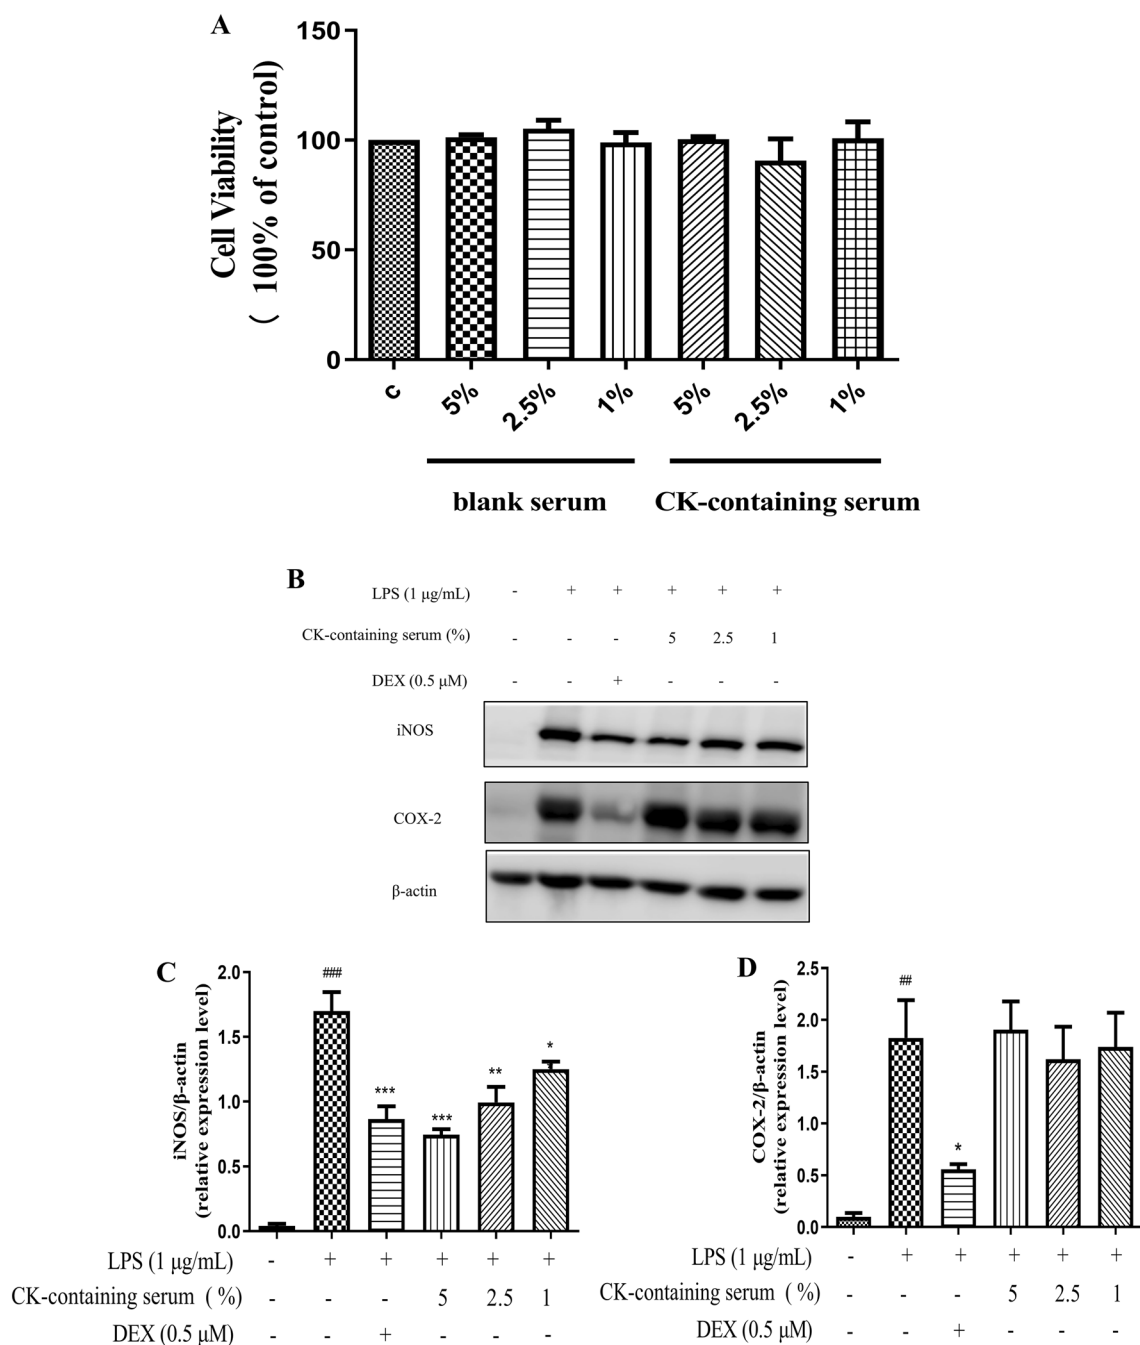 A
150
100
50
0
Cell Viability
( 100% of control)
c 5% 2.5% 1% 5% 2.5% 1%
blank serum CK-containing serum
B
LPS (1 μg/mL) - + + + + +
CK-containing serum (%) - - - 5 2.5 1
DEX (0.5 μM) - - + - - -
iNOS
COX-2
β-actin
C
iNOS/β-actin
(relative expression level)
2.0
1.5
1.0
0.5
0.0
### *** *** ** *
LPS (1 μg/mL) - + + + + +
CK-containing serum (%) - - - 5 2.5 1
DEX (0.5 μM) - - + - - -
D
COX-2/β-actin
(relative expression level)
2.5
2.0
1.5
1.0
0.5
0.0
## *
LPS (1 μg/mL) - + + + + +
CK-containing serum (%) - - - 5 2.5 1
DEX (0.5 μM) - - + - - -